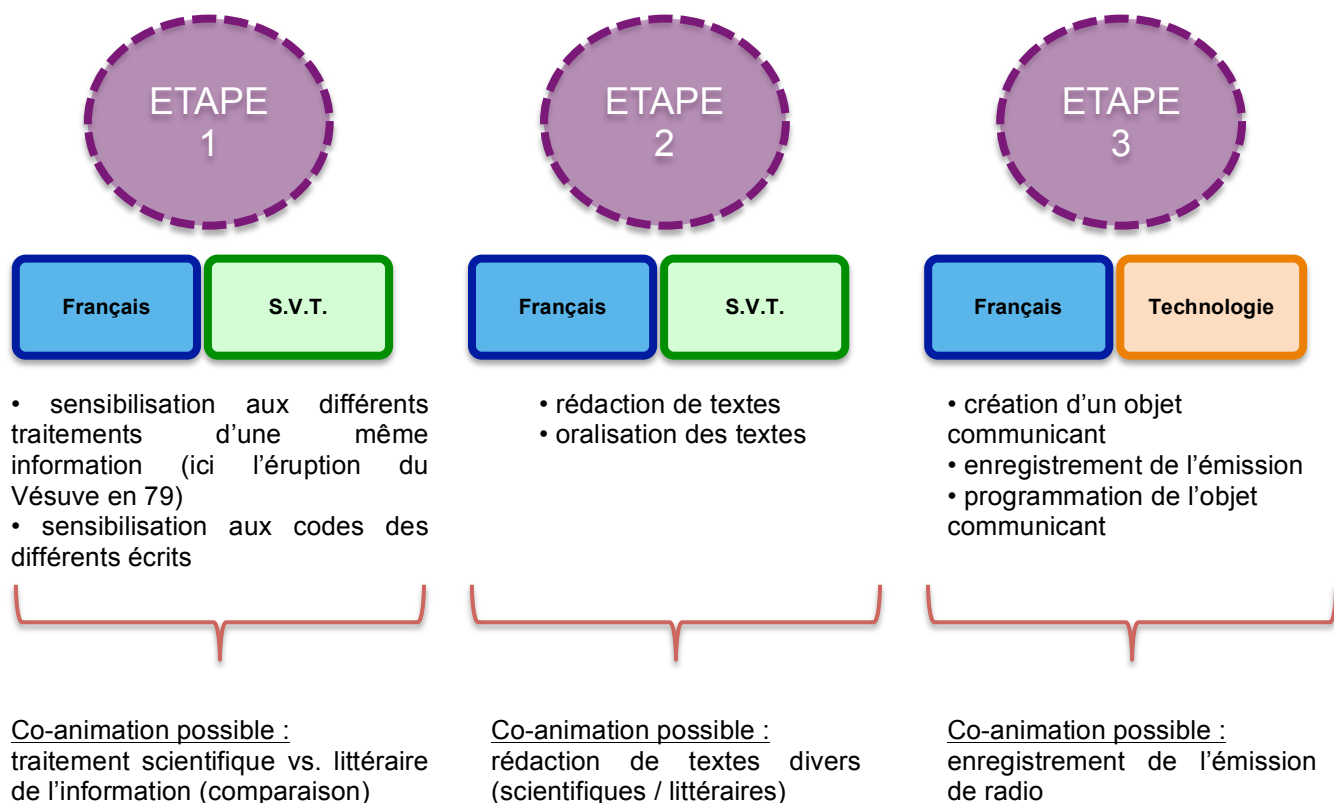 ETAPE
1
ETAPE
2
ETAPE
3
Français
S.V.T.
Français
S.V.T.
Français
Technologie
• sensibilisation aux différents
traitements d’une même
information (ici l’éruption du
Vésuve en 79)
• sensibilisation aux codes des
différents écrits
• rédaction de textes
• oralisation des textes
• création d’un objet
communicant
• enregistrement de l’émission
• programmation de l’objet
communicant
Co-animation possible :
traitement scientifique vs. littéraire
de l’information (comparaison)
Co-animation possible :
rédaction de textes divers
(scientifiques / littéraires)
Co-animation possible :
enregistrement de l’émission
de radio